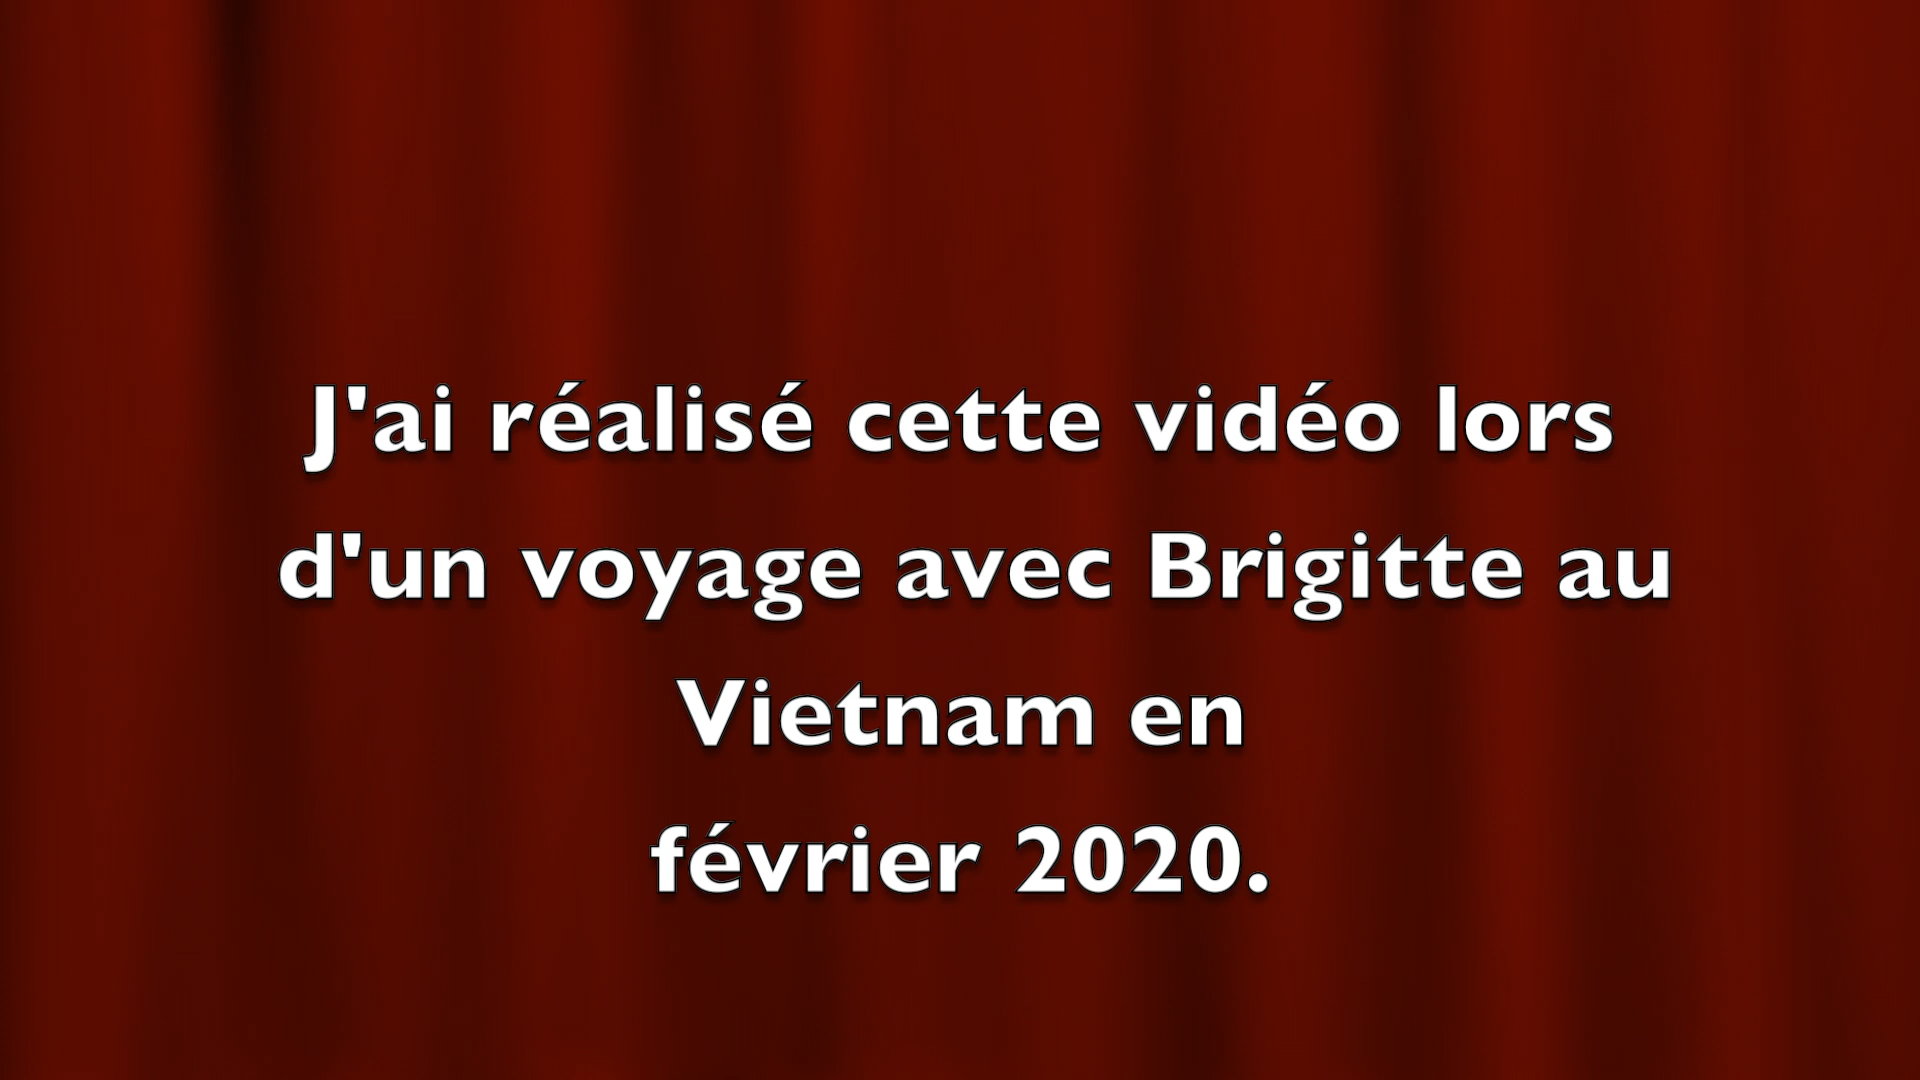 J'ai réalisé cette vidéo lors
d'un voyage avec Brigitte au
Vietnam en
février 2020.